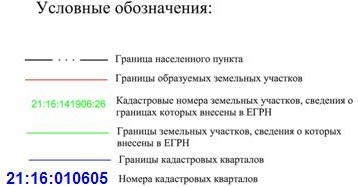 Условные обозначения:
Граница населенного пункта
Границы образуемых земельных участков
21:16:141906:26 Кадастровые номера земельных участков, сведения о
границах которых внесены в ЕГРН
Границы земельных участков, сведения о которых
внесены в ЕГРН
Границы кадастровых кварталов
21:16:010605 Номера кадастровых кварталов